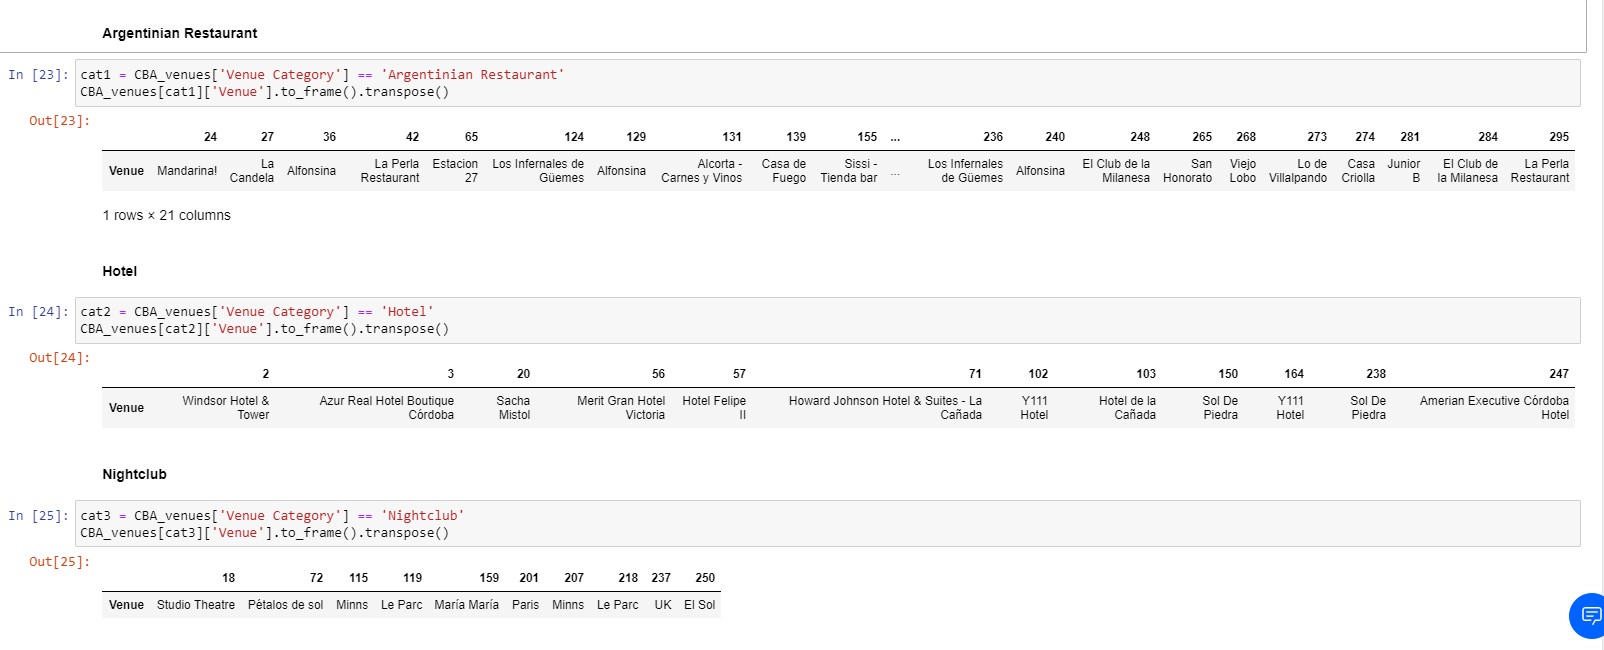 Argentinian Restaurant
In [23]: cat1 = CBA_venues['Venue Category'] == 'Argentinian Restaurant'
CBA_venues[cat1]['Venue'].to_frame().transpose()
Out[23]:
24 27 36 42 65 124 129 131 139 155 ... 236 240 248 265 268 273 274 281 284 295
Venue Mandarina! La Candela Alfonsina La Perla Restaurant Estacion 27 Los Infernales de Güemes Alfonsina Alcorta - Carnes y Vinos Casa de Fuego Sissi - Tienda bar ... Los Infernales de Güemes Alfonsina El Club de la Milanesa San Honorato Viejo Lobo Lo de Villalpando Casa Criolla Junior B El Club de la Milanesa La Perla Restaurant
1 rows × 21 columns
Hotel
In [24]: cat2 = CBA_venues['Venue Category'] == 'Hotel'
CBA_venues[cat2]['Venue'].to_frame().transpose()
Out[24]:
2 3 20 56 57 71 102 103 150 164 238 247
Venue Windsor Hotel & Tower Azur Real Hotel Boutique Córdoba Sacha Mistol Merit Gran Hotel Victoria Hotel Felipe II Howard Johnson Hotel & Suites - La Cañada Y111 Hotel Hotel de la Cañada Sol De Piedra Y111 Hotel Sol De Piedra Amerian Executive Córdoba Hotel
Nightclub
In [25]: cat3 = CBA_venues['Venue Category'] == 'Nightclub'
CBA_venues[cat3]['Venue'].to_frame().transpose()
Out[25]:
18 72 115 119 159 201 207 218 237 250
Venue Studio Theatre Pétalos de sol Minns Le Parc María María Paris Minns Le Parc UK El Sol